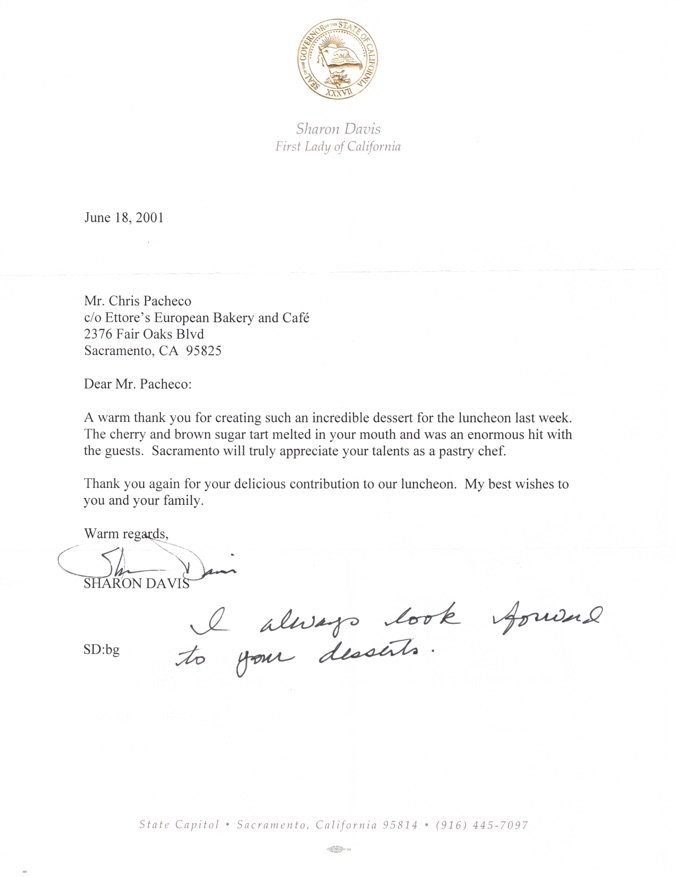 SEAL OF THE GOVERNOR OF THE STATE OF CALIFORNIA
XXXVII
Sharon Davis
First Lady of California
June 18, 2001
Mr. Chris Pacheco
c/o Ettore's European Bakery and Café
2376 Fair Oaks Blvd
Sacramento, CA 95825
Dear Mr. Pacheco:
A warm thank you for creating such an incredible dessert for the luncheon last week.
The cherry and brown sugar tart melted in your mouth and was an enormous hit with
the guests. Sacramento will truly appreciate your talents as a pastry chef.
Thank you again for your delicious contribution to our luncheon. My best wishes to
you and your family.
Warm regards,
Sharon Davis
SHARON DAVIS
I always look forward
SD:bg
to your desserts.
State Capitol • Sacramento, California 95814 • (916) 445-7097